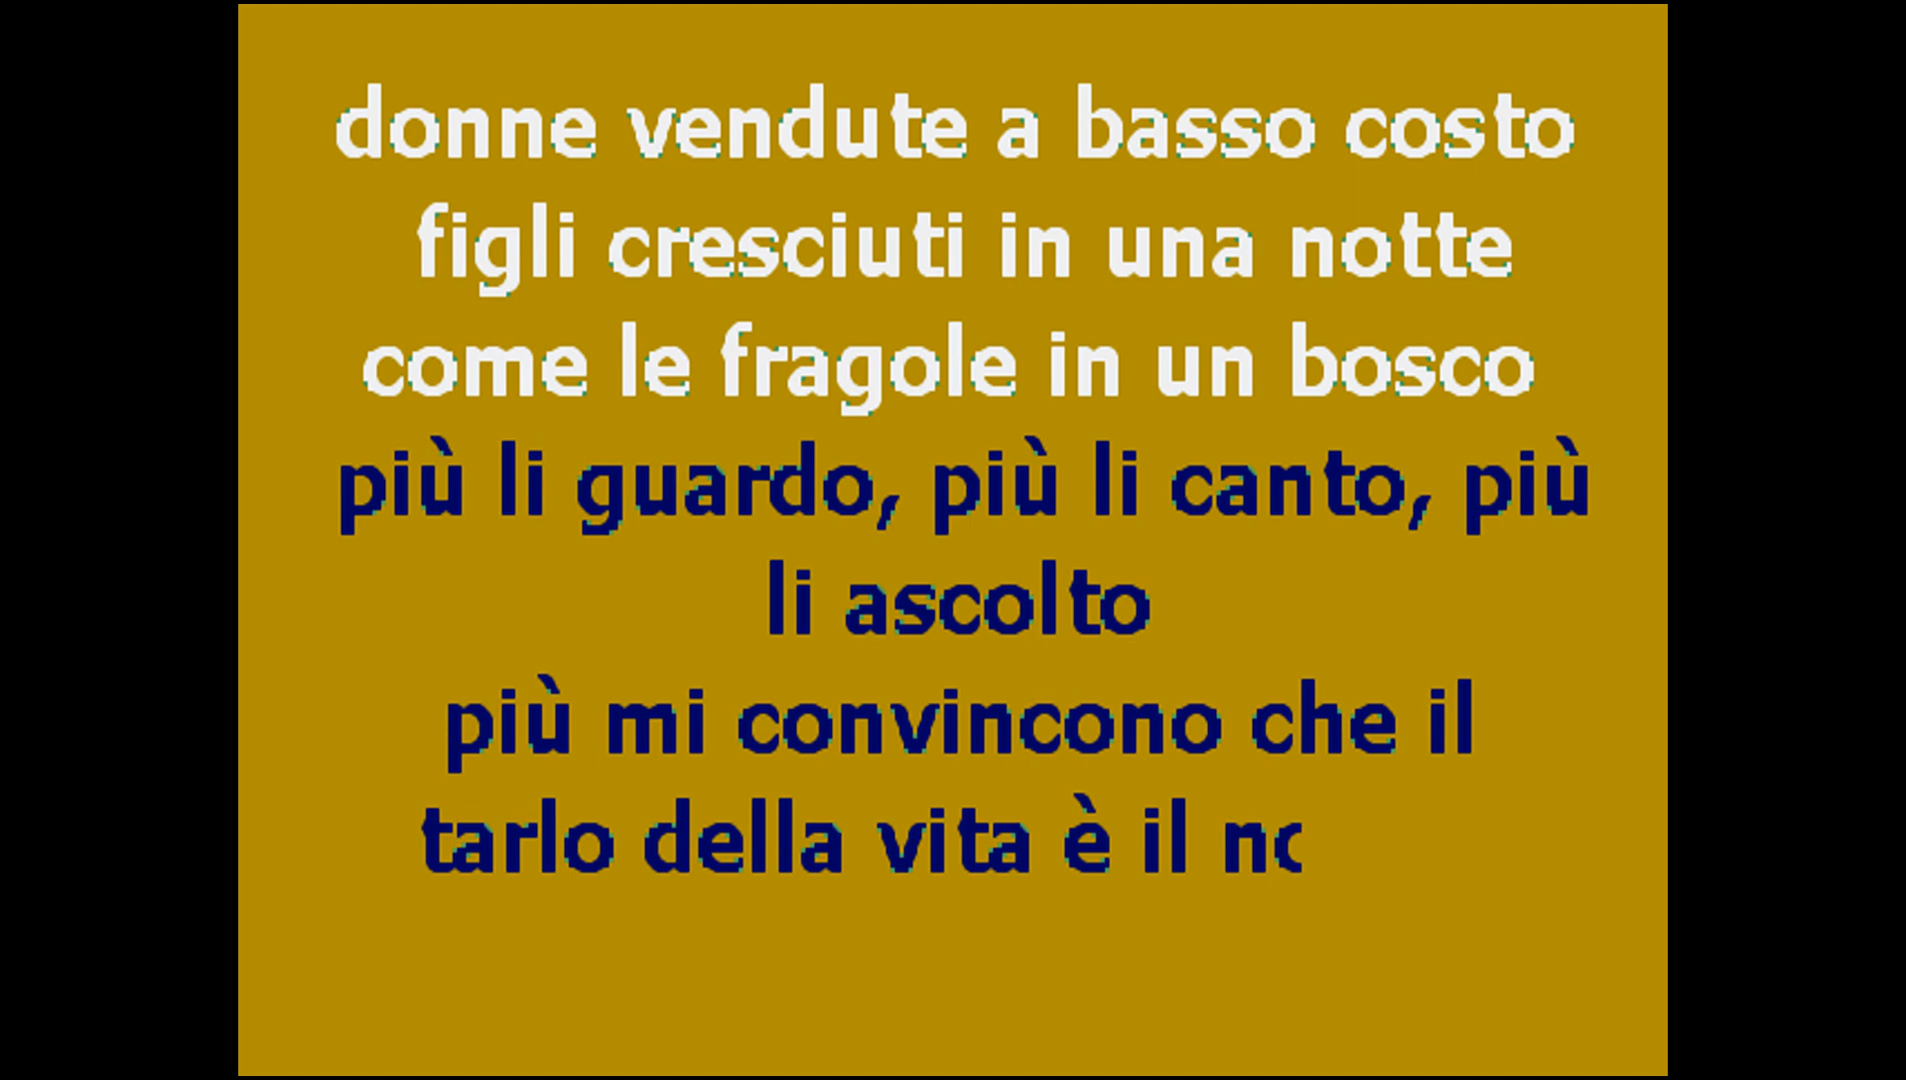 donne vendute a basso costo
figli cresciuti in una notte
come le fragole in un bosco
più li guardo, più li canto, più
li ascolto
più mi convincono che il
tarlo della vita è il